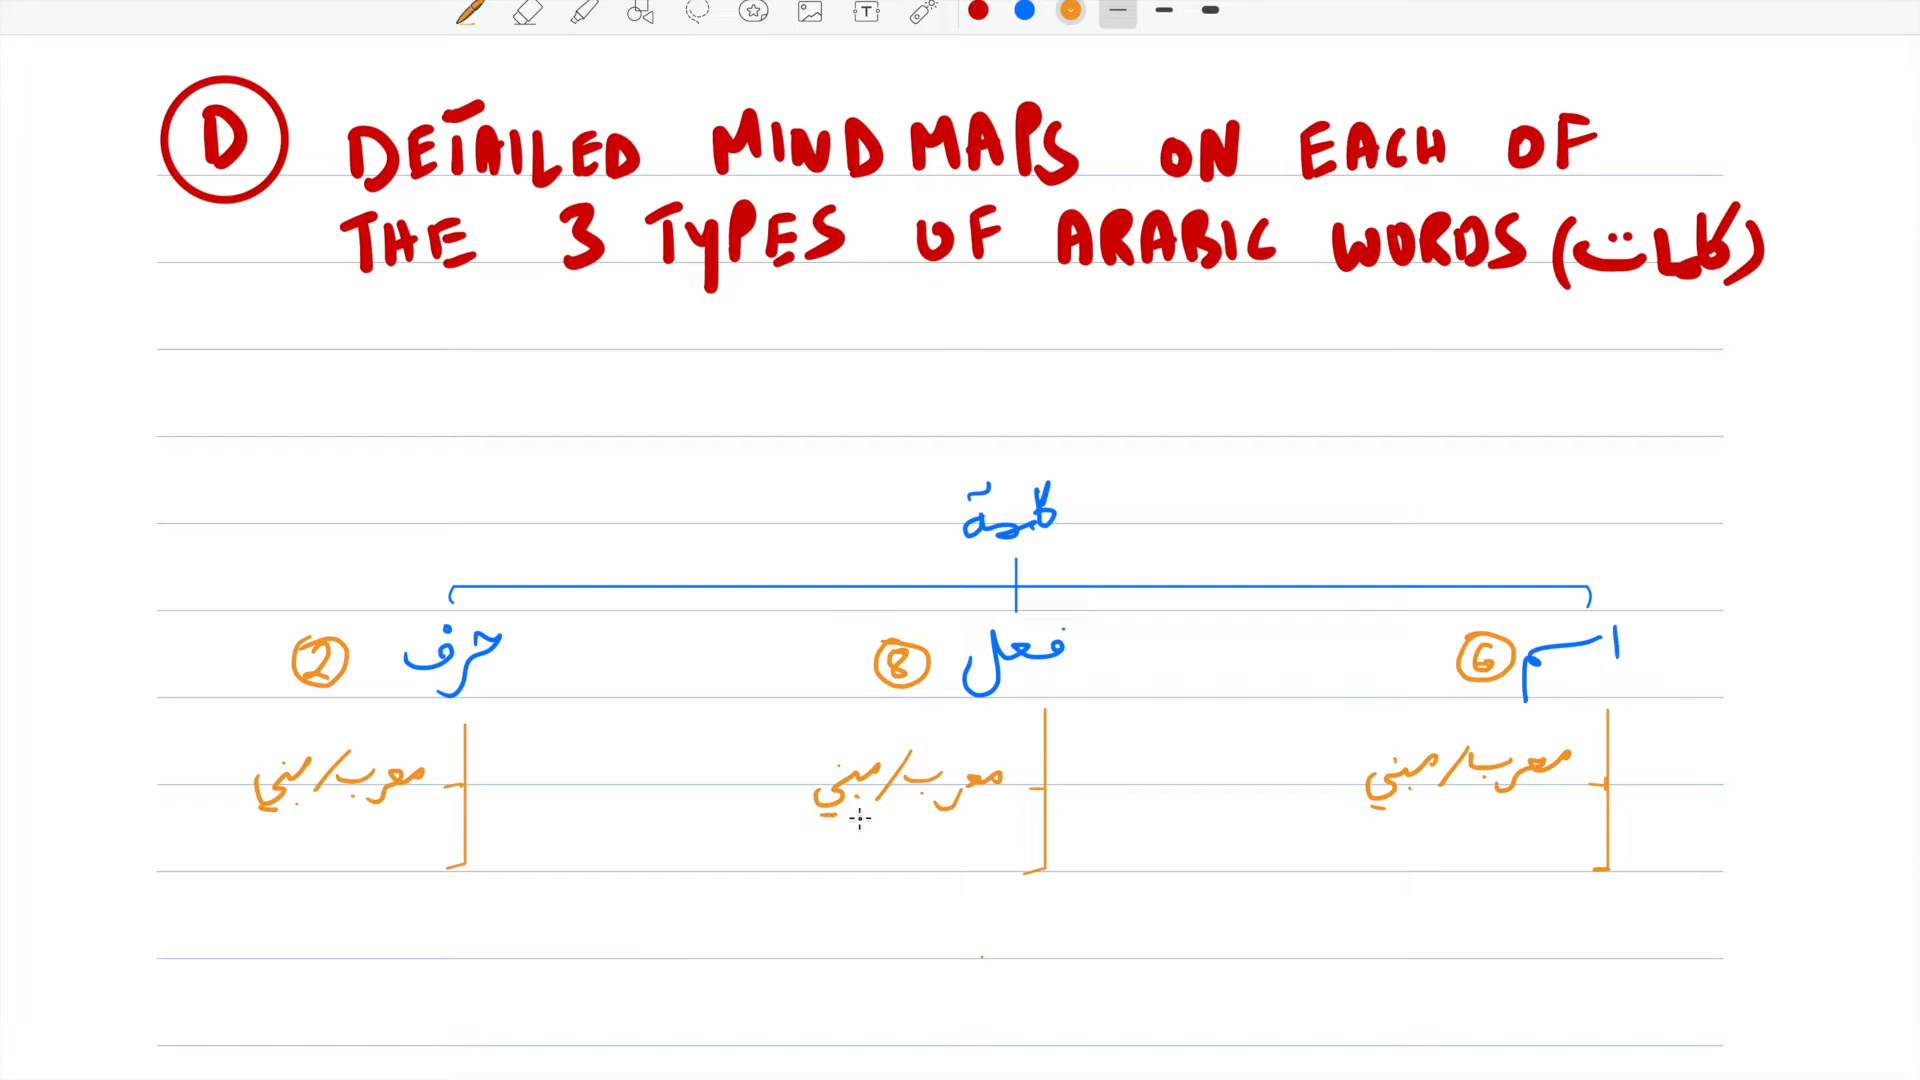 D DETAILED MIND MAPS ON EACH OF
THE 3 TYPES OF ARABIC WORDS (كلمات)
كلمة
اسم 6 فعل 8 حرف 2
معرب/مبني معرب/مبني معرب/مبني